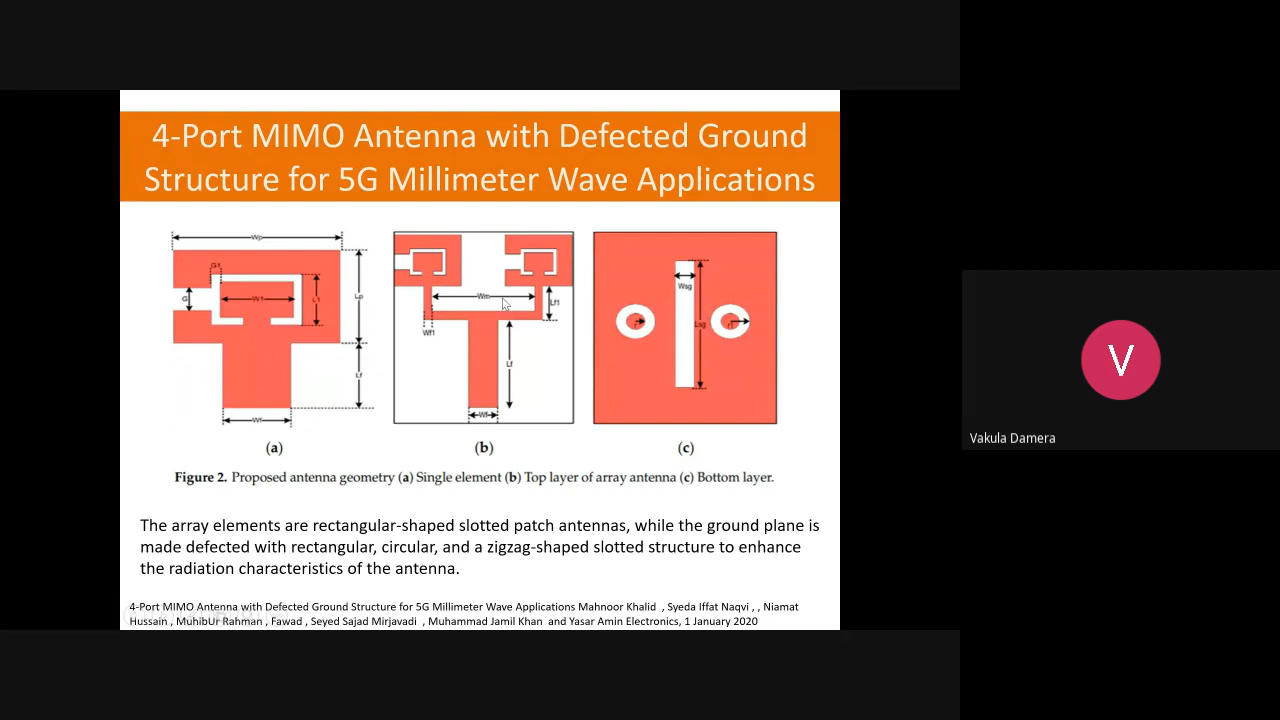 4-Port MIMO Antenna with Defected Ground
Structure for 5G Millimeter Wave Applications
Wp
G1
G
W1
L1
Lp
Lf
Wf
Wm
Lf1
Wf1
Lf
Wf
Wsg
Lsg
r
(a)
(b)
(c)
Figure 2. Proposed antenna geometry (a) Single element (b) Top layer of array antenna (c) Bottom layer.
The array elements are rectangular-shaped slotted patch antennas, while the ground plane is
made defected with rectangular, circular, and a zigzag-shaped slotted structure to enhance
the radiation characteristics of the antenna.
4-Port MIMO Antenna with Defected Ground Structure for 5G Millimeter Wave Applications Mahnoor Khalid , Syeda Iffat Naqvi , , Niamat
Hussain , MuhibUr Rahman , Fawad , Seyed Sajad Mirjavadi , Muhammad Jamil Khan and Yasar Amin Electronics, 1 January 2020
V
Vakula Damera